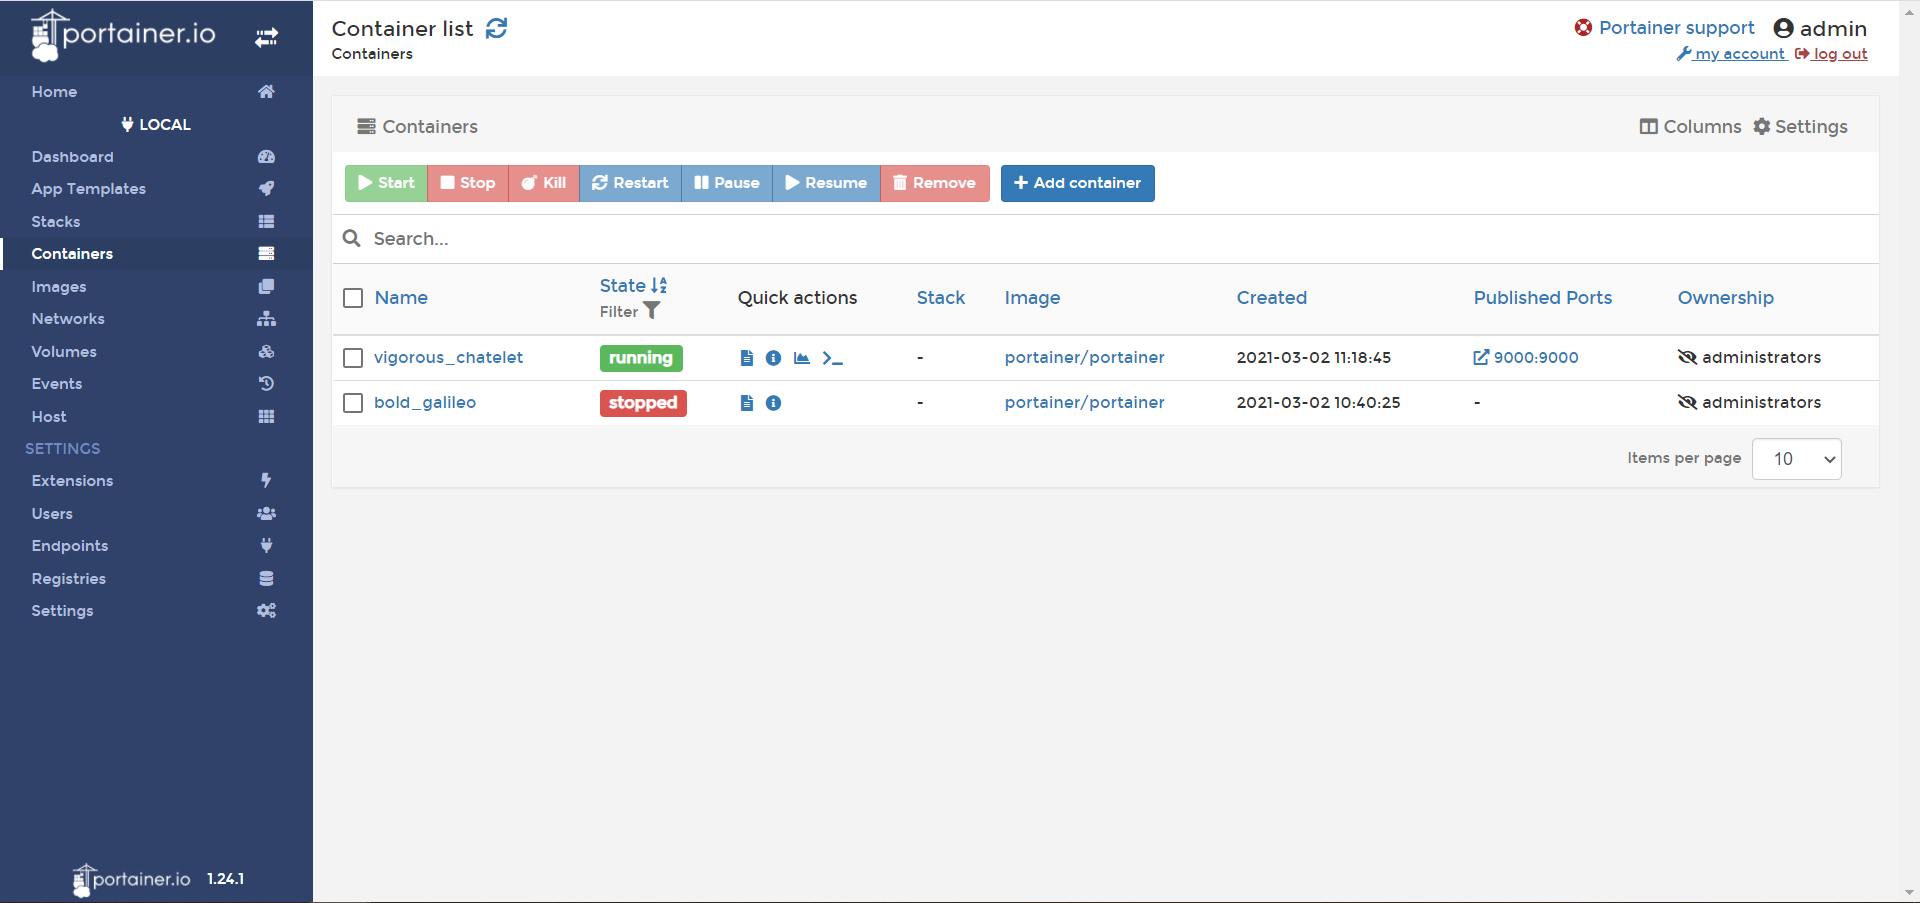 portainer.io
Home
LOCAL
Dashboard
App Templates
Stacks
Containers
Images
Networks
Volumes
Events
Host
SETTINGS
Extensions
Users
Endpoints
Registries
Settings
portainer.io 1.24.1
Container list
Containers
Portainer support admin
my account log out
Containers
Columns Settings
Start Stop Kill Restart Pause Resume Remove Add container
Search...
Name State Filter Quick actions Stack Image Created Published Ports Ownership
vigorous_chatelet running - portainer/portainer 2021-03-02 11:18:45 9000:9000 administrators
bold_galileo stopped - portainer/portainer 2021-03-02 10:40:25 - administrators
Items per page 10